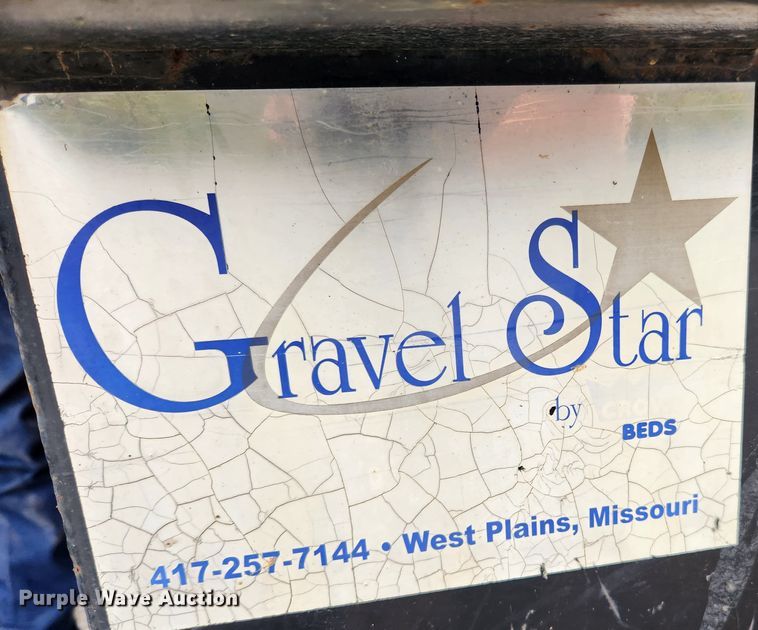 Gravel Star
by
BEDS
417-257-7144 • West Plains, Missouri
Purple Wave Auction